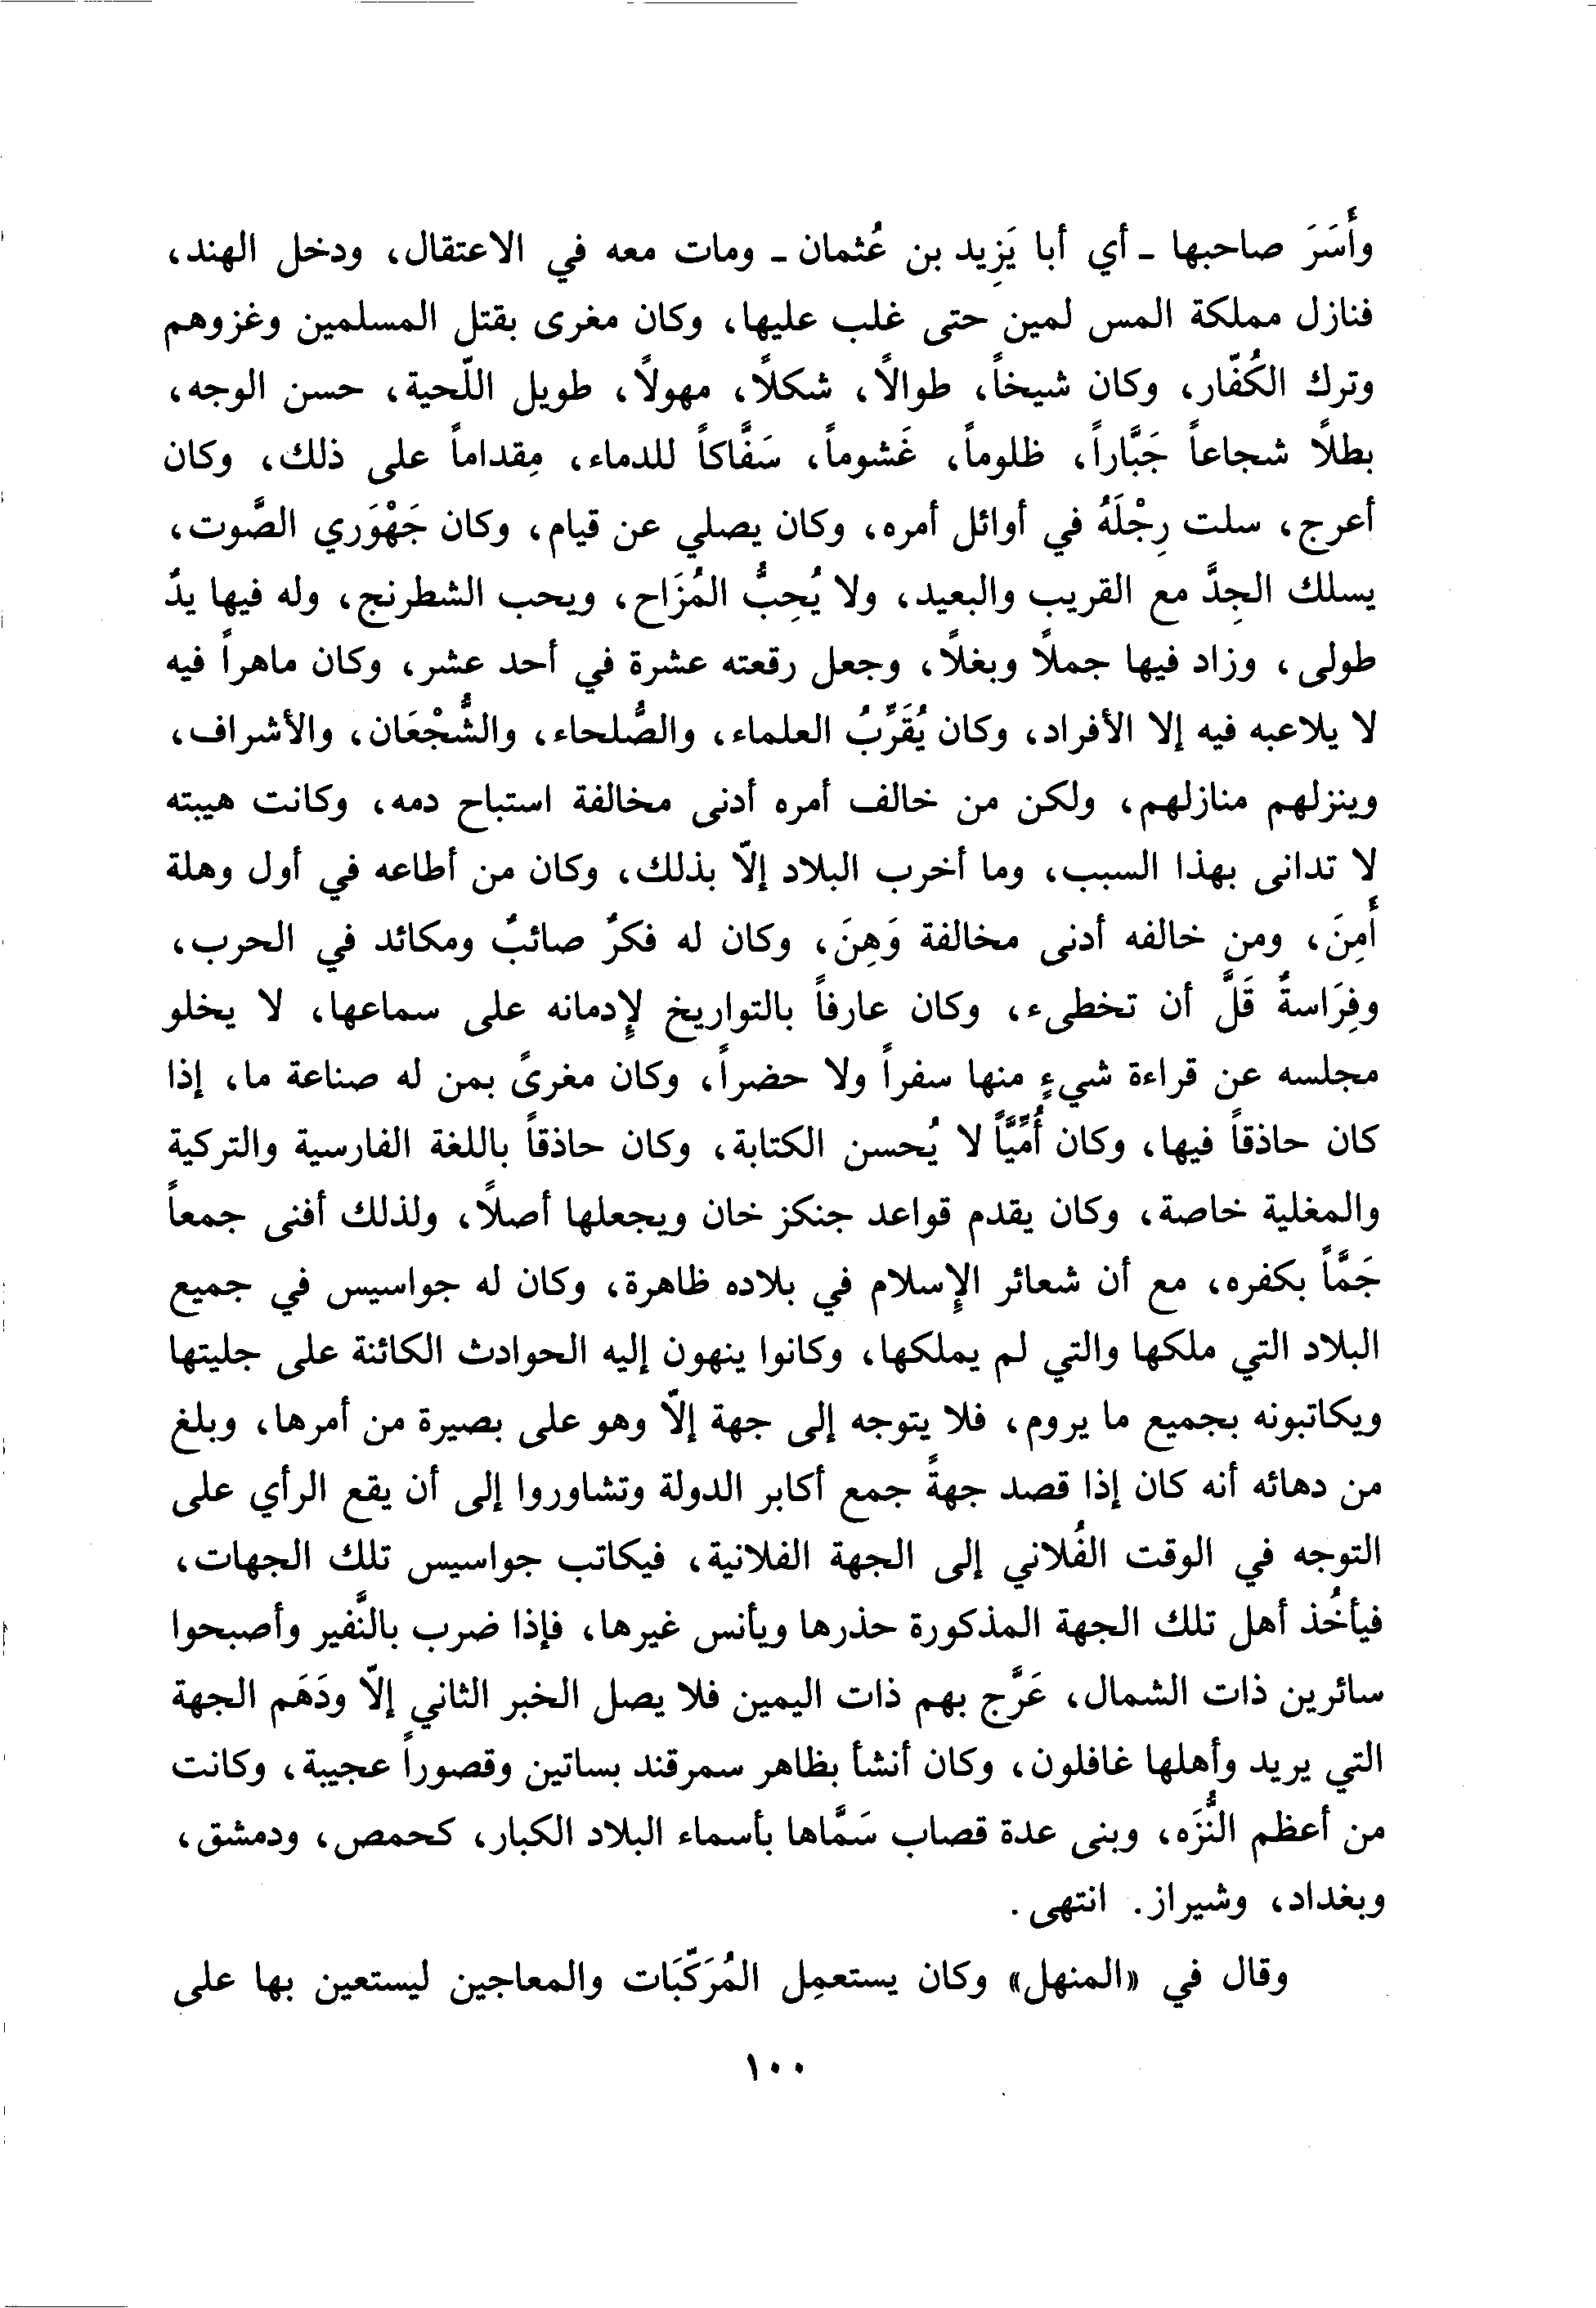 وأَسَرَ صاحبها - أي أبا يَزِيد بن عُثمان - ومات معه في الاعتقال، ودخل الهند،
فنازل مملكة المس لمين حتى غلب عليها، وكان مغرى بقتل المسلمين وغزوهم
وترك الكُفّار، وكان شيخاً، طوالًا، شكلًا، مهولًا، طويل اللّحية، حسن الوجه،
بطلًا شجاعاً جَبَّاراً، ظلوماً، غَشوماً، سَفَّاكاً للدماء، مِقداماً على ذلك، وكان
أعرج، سلت رِجْلَهُ في أوائل أمره، وكان يصلي عن قيام، وكان جَهْوَري الصَّوت،
يسلك الجِدَّ مع القريب والبعيد، ولا يُحِبُّ المُزَاح، ويحب الشطرنج، وله فيها يدٌ
طولى، وزاد فيها جملًا وبغلًا، وجعل رقعته عشرة في أحد عشر، وكان ماهراً فيه
لا يلاعبه فيه إلا الأفراد، وكان يُقَرِّبُ العلماء، والصُّلحاء، والشُّجْعَان، والأشراف،
وينزلهم منازلهم، ولكن من خالف أمره أدنى مخالفة استباح دمه، وكانت هيبته
لا تدانى بهذا السبب، وما أخرب البلاد إلّا بذلك، وكان من أطاعه في أول وهلة
أَمِنَ، ومن خالفه أدنى مخالفة وَهِنَ، وكان له فكرٌ صائبٌ ومكائد في الحرب،
وفِرَاسةٌ قَلَّ أن تخطىء، وكان عارفاً بالتواريخ لإدمانه على سماعها، لا يخلو
مجلسه عن قراءة شيءٍ منها سفراً ولا حضراً، وكان مغرىً بمن له صناعة ما، إذا
كان حاذقاً فيها، وكان أُمِّيَّاً لا يُحسن الكتابة، وكان حاذقاً باللغة الفارسية والتركية
والمغلية خاصة، وكان يقدم قواعد جنكز خان ويجعلها أصلًا، ولذلك أفنى جمعاً
جَمَّاً بكفره، مع أن شعائر الإسلام في بلاده ظاهرة، وكان له جواسيس في جميع
البلاد التي ملكها والتي لم يملكها، وكانوا ينهون إليه الحوادث الكائنة على جليتها
ويكاتبونه بجميع ما يروم، فلا يتوجه إلى جهة إلّا وهو على بصيرة من أمرها، وبلغ
من دهائه أنه كان إذا قصد جهةً جمع أكابر الدولة وتشاوروا إلى أن يقع الرأي على
التوجه في الوقت الفُلاني إلى الجهة الفلانية، فيكاتب جواسيس تلك الجهات،
فيأخُذ أهل تلك الجهة المذكورة حذرها ويأنس غيرها، فإذا ضرب بالنَّفير وأصبحوا
سائرين ذات الشمال، عَرَّج بهم ذات اليمين فلا يصل الخبر الثاني إلّا ودَهَم الجهة
التي يريد وأهلها غافلون، وكان أنشأ بظاهر سمرقند بساتين وقصوراً عجيبة، وكانت
من أعظم النُّزَه، وبنى عدة قصاب سَمَّاها بأسماء البلاد الكبار، كحمص، ودمشق،
وبغداد، وشيراز. انتهى.
وقال في «المنهل» وكان يستعمِل المُرَكّبَات والمعاجين ليستعين بها على
١٠٠